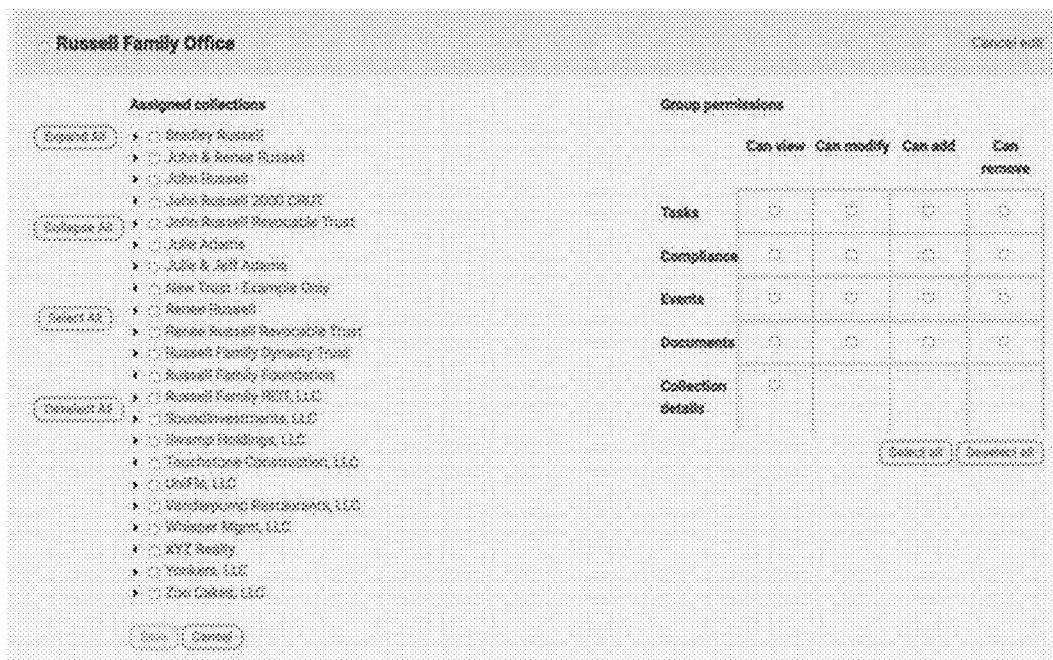 Russell Family Office
Cancel edit
Assigned collections
Expand All
Collapse All
Select All
Deselect All
Bradley Russell
John & Renee Russell
John Russell
John Russell 2000 CRUT
John Russell Revocable Trust
Julie Adams
Julie & Jeff Adams
New Trust - Example Only
Renee Russell
Renee Russell Revocable Trust
Russell Family Dynasty Trust
Russell Family Foundation
Russell Family REIT, LLC
SoundInvestments, LLC
Swamp Holdings, LLC
Touchstone Construction, LLC
LLC
Vanderpump Restaurants, LLC
Whisper Mgmt, LLC
XYZ Realty
Yonkers, LLC
Zoo Cakes, LLC
Save Cancel
Group permissions
Can view Can modify Can add Can
remove
Tasks
Compliance
Events
Documents
Collection
details
Select all Deselect all